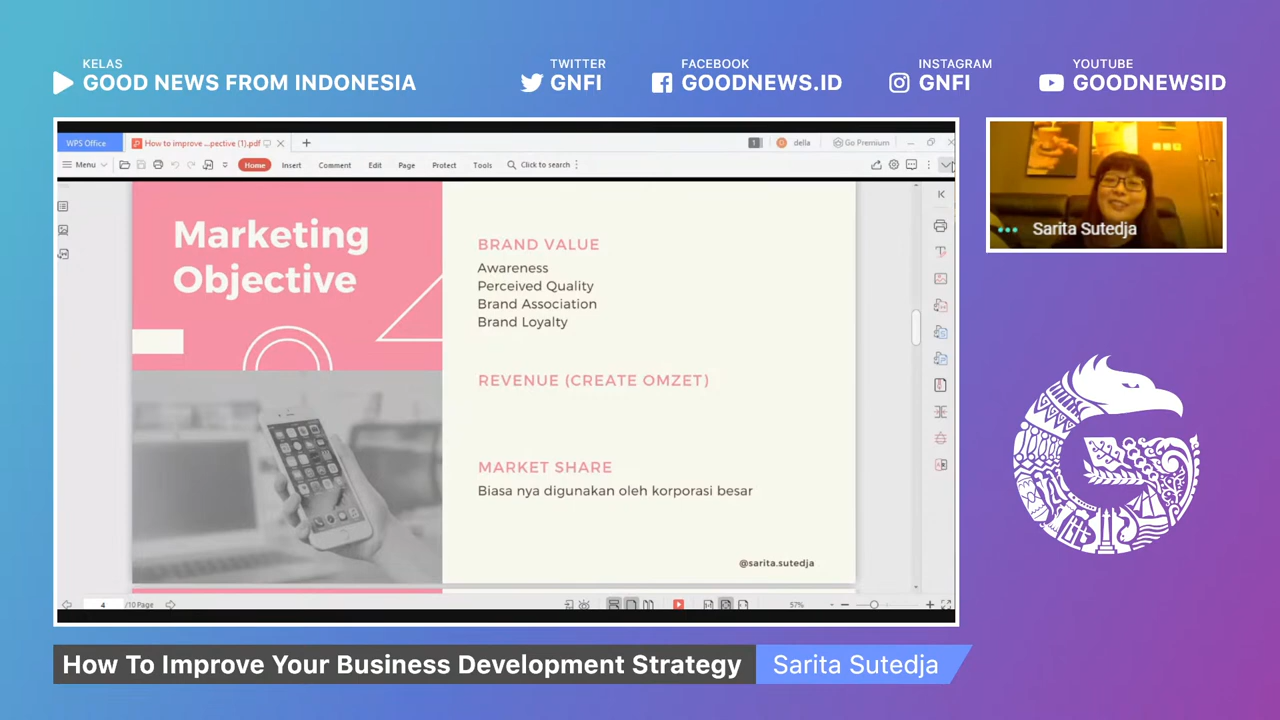 KELAS
GOOD NEWS FROM INDONESIA
TWITTER
GNFI
FACEBOOK
GOODNEWS.ID
INSTAGRAM
GNFI
YOUTUBE
GOODNEWSID
WPS Office
How to improve ...pective (1).pdf
1
della
Go Premium
Menu
Home
Insert
Comment
Edit
Page
Protect
Tools
Click to search
Marketing
Objective
BRAND VALUE
Awareness
Perceived Quality
Brand Association
Brand Loyalty
REVENUE (CREATE OMZET)
MARKET SHARE
Biasa nya digunakan oleh korporasi besar
@sarita.sutedja
4 /10 Page
57%
Sarita Sutedja
How To Improve Your Business Development Strategy
Sarita Sutedja